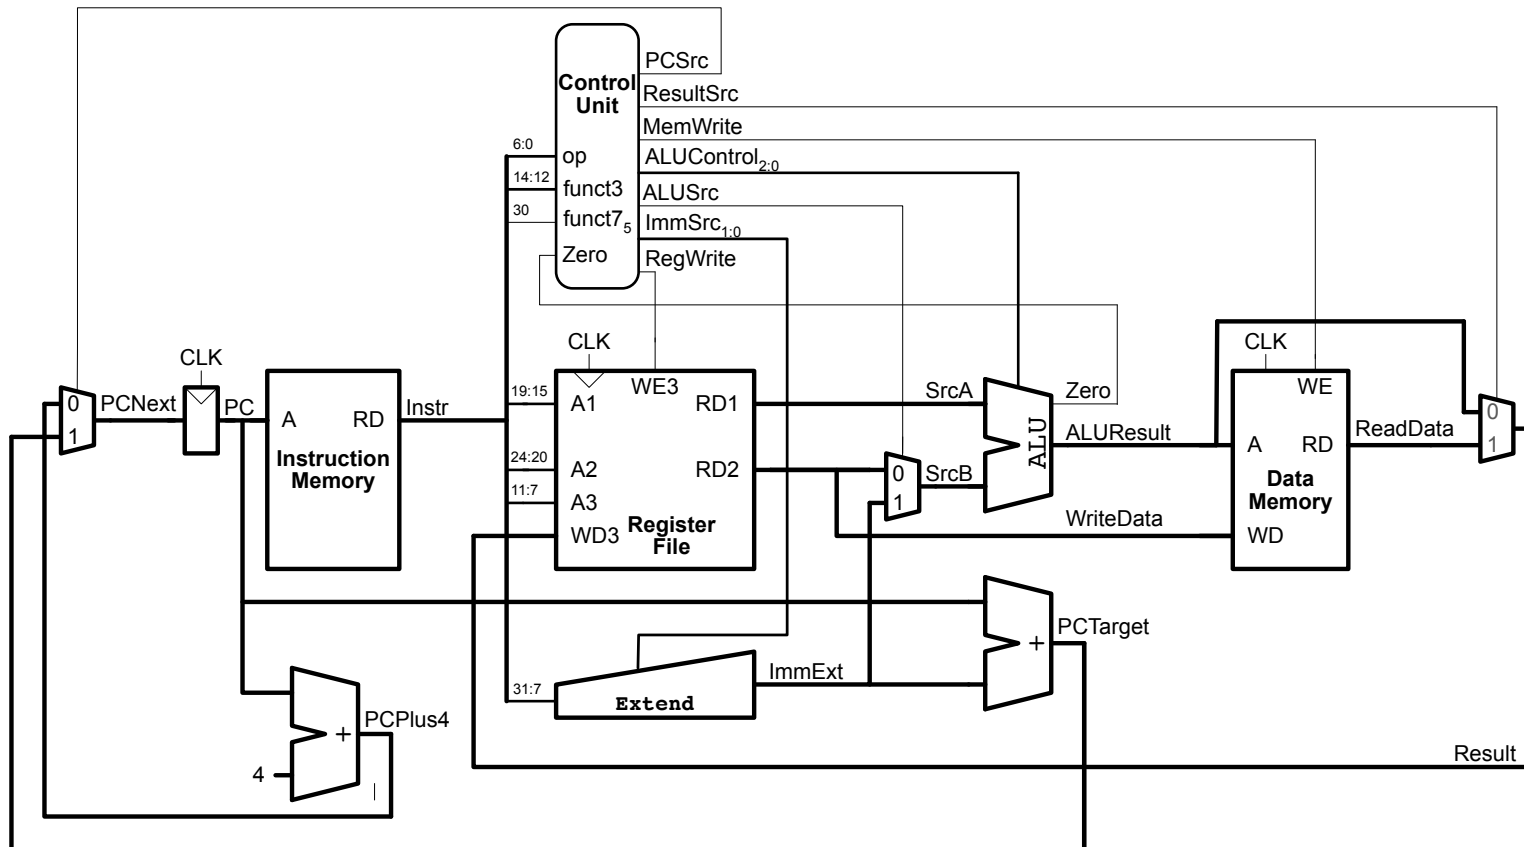 PCSrc
Control
Unit
ResultSrc
MemWrite
6:0
op
ALUControl2:0
14:12
funct3
ALUSrc
30
funct75
ImmSrc1:0
Zero
RegWrite
CLK
CLK
CLK
0
1
PCNext
PC
A
RD
Instruction
Memory
Instr
19:15
A1
WE3
RD1
SrcA
Zero
24:20
A2
RD2
0
1
SrcB
ALU
ALUResult
11:7
A3
WD3
Register
File
WriteData
WE
A
RD
Data
Memory
WD
ReadData
0
1
+
PCTarget
31:7
Extend
ImmExt
+
PCPlus4
4
Result